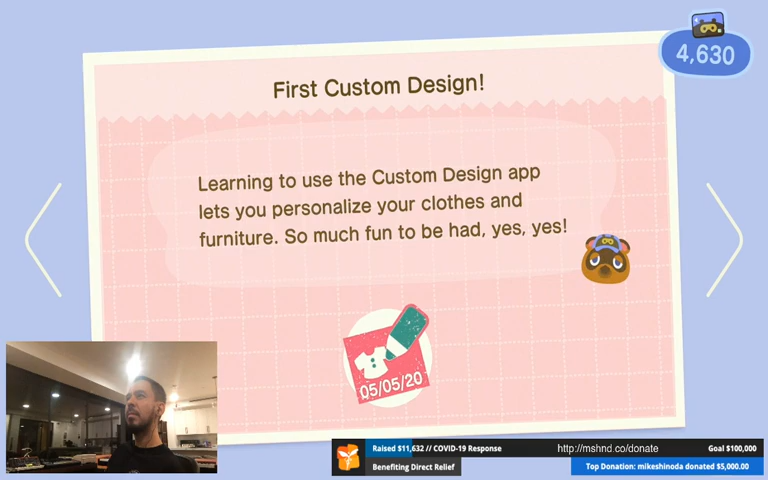 4,630
First Custom Design!
Learning to use the Custom Design app
lets you personalize your clothes and
furniture. So much fun to be had, yes, yes!
05/05/20
Raised $11,632 // COVID-19 Response
http://mshnd.co/donate
Goal $100,000
Benefiting Direct Relief
Top Donation: mikeshinoda donated $5,000.00